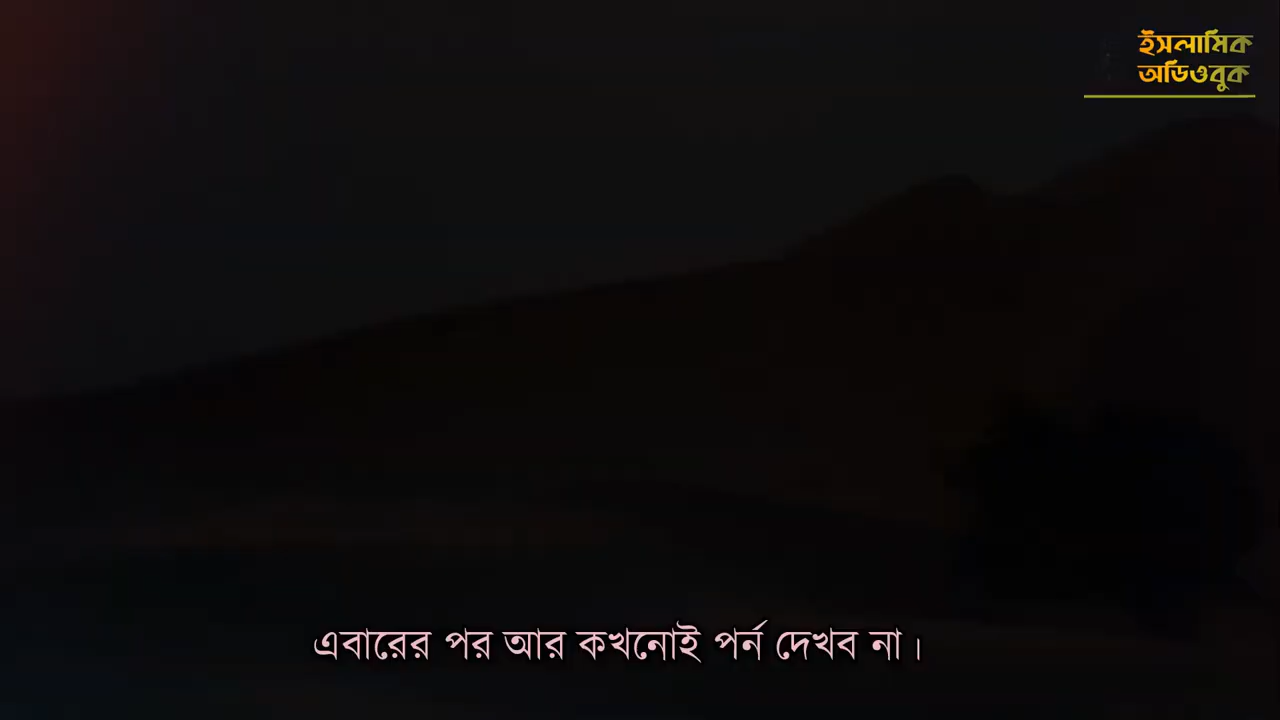 ইসলামিক
অডিওবুক
এবারের পর আর কখনোই পর্ন দেখব না।